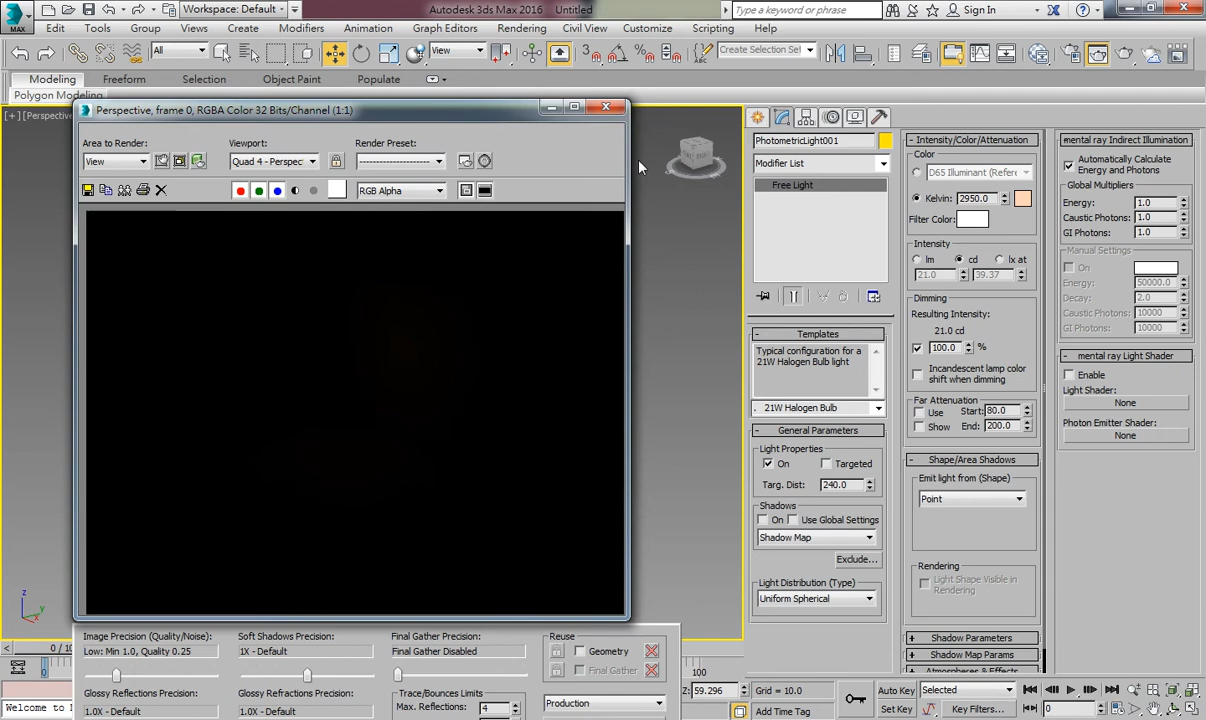 Workspace: Default
Autodesk 3ds Max 2016 Untitled
Type a keyword or phrase
Sign In
MAX
Edit Tools Group Views Create Modifiers Animation Graph Editors Rendering Civil View Customize Scripting Help
All
View
3
Create Selection Set
Modeling Freeform Selection Object Paint Populate
Polygon Modeling
[+] [Perspective
Perspective, frame 0, RGBA Color 32 Bits/Channel (1:1)
Area to Render:
Viewport:
Render Preset:
View
Quad 4 - Perspec
--------------------
RGB Alpha
PhotometricLight001
Modifier List
Free Light
Templates
Typical configuration for a
21W Halogen Bulb light
. 21W Halogen Bulb
General Parameters
Light Properties
On Targeted
Targ. Dist: 240.0
Shadows
On Use Global Settings
Shadow Map
Exclude...
Light Distribution (Type)
Uniform Spherical
Intensity/Color/Attenuation
Color
D65 Illuminant (Refere
Kelvin: 2950.0
Filter Color:
Intensity
lm cd lx at
21.0 39.37
Dimming
Resulting Intensity:
21.0 cd
100.0 %
Incandescent lamp color
shift when dimming
Far Attenuation
Use Start: 80.0
Show End: 200.0
Shape/Area Shadows
Emit light from (Shape)
Point
Rendering
Light Shape Visible in
Rendering
Shadow Parameters
Shadow Map Params
Atmospheres & Effects
mental ray Indirect Illumination
Automatically Calculate
Energy and Photons
Global Multipliers
Energy: 1.0
Caustic Photons: 1.0
GI Photons: 1.0
Manual Settings
On
Energy: 50000.0
Decay: 2.0
Caustic Photons: 10000
GI Photons: 10000
mental ray Light Shader
Enable
Light Shader:
None
Photon Emitter Shader:
None
z
y
x
Image Precision (Quality/Noise):
Low: Min 1.0, Quality 0.25
Soft Shadows Precision:
1X - Default
Final Gather Precision:
Final Gather Disabled
Reuse
Geometry
Final Gather
Glossy Reflections Precision:
1.0X - Default
Glossy Refractions Precision:
1.0X - Default
Trace/Bounces Limits
Max. Reflections: 4
Production
0 / 10
0
100
Welcome to M
Z: 59.296
Grid = 10.0
Add Time Tag
Auto Key
Selected
Set Key
Key Filters...
0